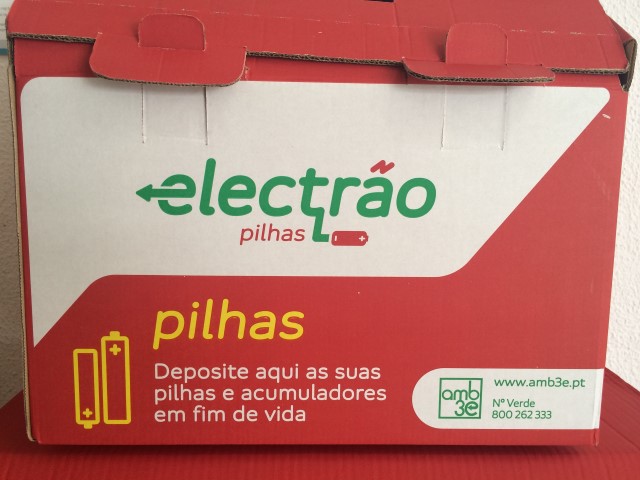 electrão
pilhas
pilhas
Deposite aqui as suas
pilhas e acumuladores
em fim de vida
amb
3e
www.amb3e.pt
Nº Verde
800 262 333